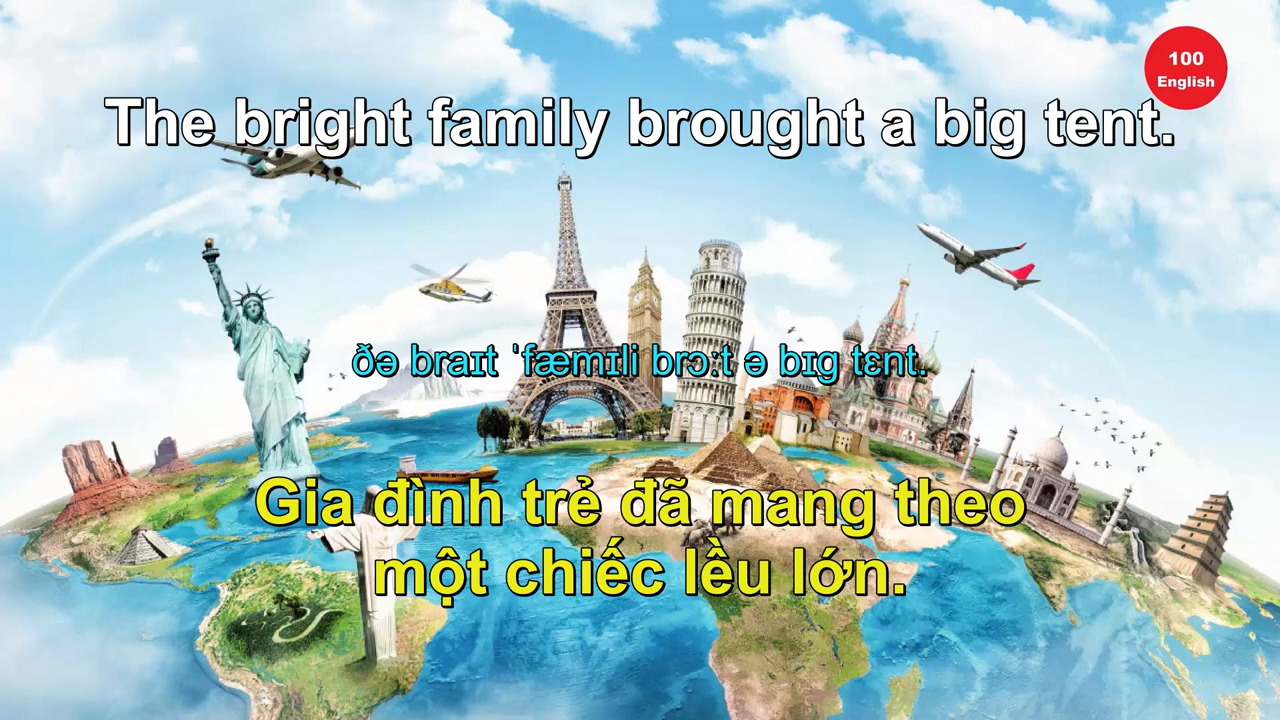 100
English
The bright family brought a big tent.
ðə braɪt ˈfæmɪli brɔːt ə bɪg tɛnt.
Gia đình trẻ đã mang theo
một chiếc lều lớn.